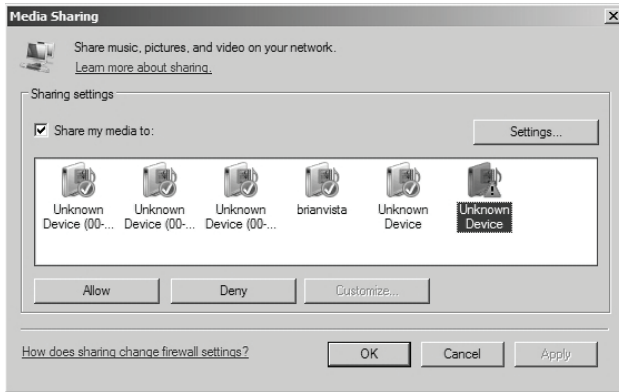 Media Sharing
Share music, pictures, and video on your network.
Learn more about sharing.
Sharing settings
Share my media to:
Settings...
Unknown Device (00-...
Unknown Device (00-...
Unknown Device (00-...
brianvista
Unknown Device
Unknown Device
Allow
Deny
Customize...
How does sharing change firewall settings?
OK
Cancel
Apply